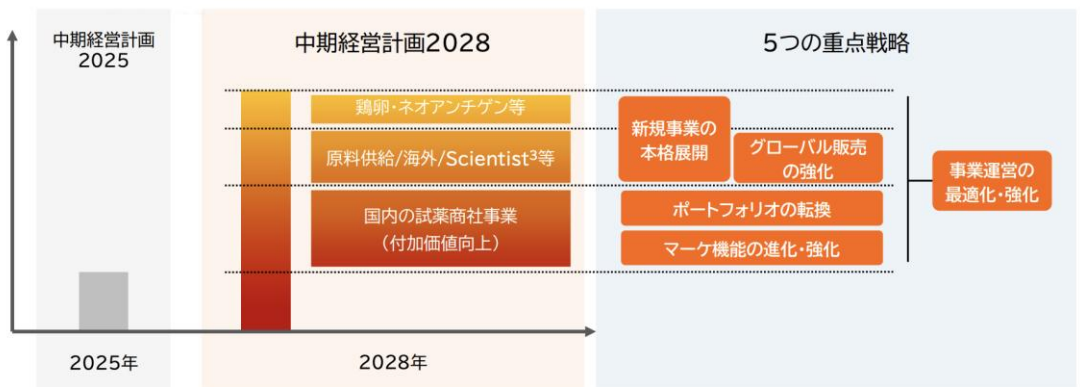 中期経営計画
2025
中期経営計画2028
5つの重点戦略
鶏卵・ネオアンチゲン等
原料供給/海外/Scientist³等
国内の試薬商社事業
（付加価値向上）
新規事業の
本格展開
グローバル販売
の強化
ポートフォリオの転換
マーケ機能の進化・強化
事業運営の
最適化・強化
2025年
2028年